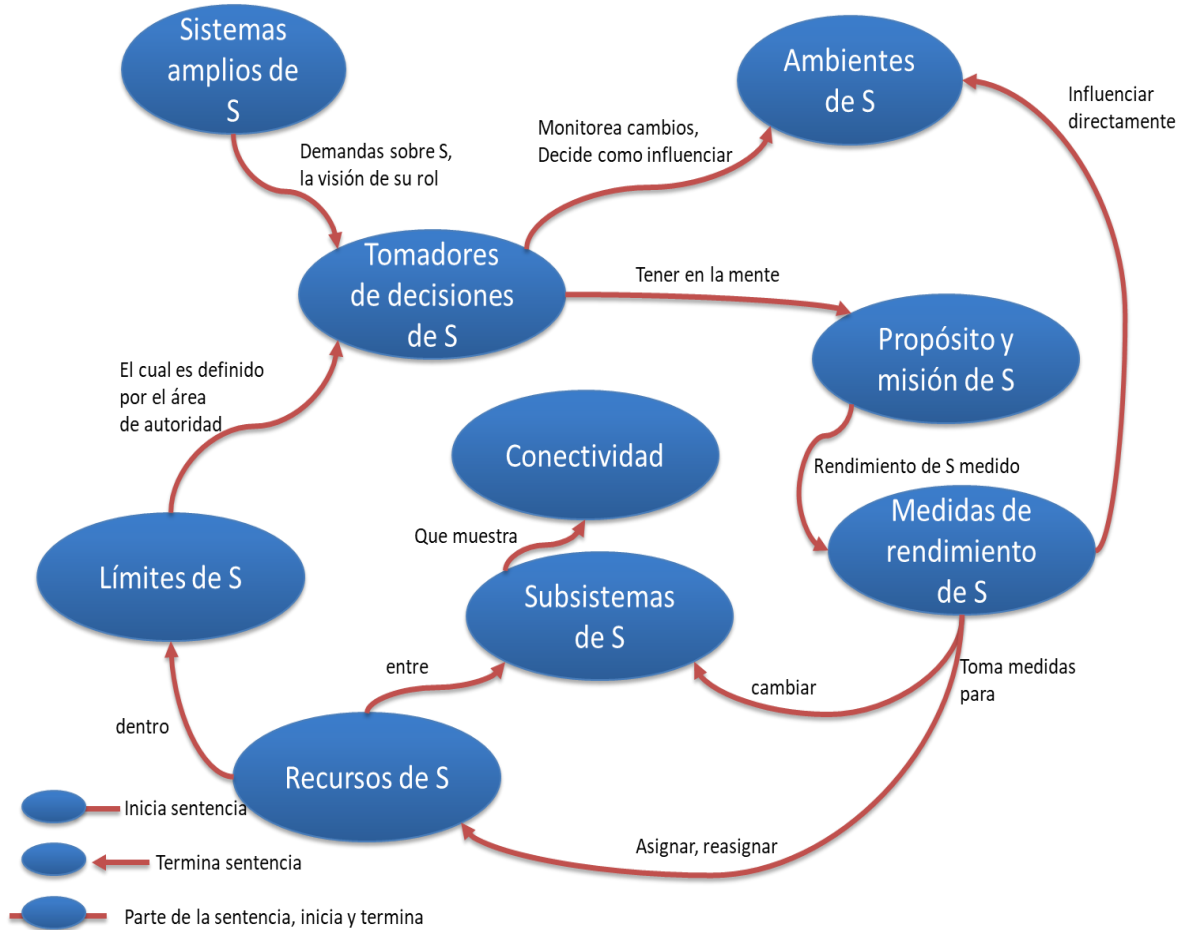 Sistemas
amplios de
S
Ambientes
de S
Influenciar
directamente
Monitorea cambios,
Decide como influenciar
Demandas sobre S,
la visión de su rol
Tomadores
de decisiones
de S
Tener en la mente
Propósito y
misión de S
El cual es definido
por el área
de autoridad
Conectividad
Rendimiento de S medido
Medidas de
rendimiento
de S
Que muestra
Límites de S
Subsistemas
de S
entre
Toma medidas
para
cambiar
dentro
Recursos de S
Inicia sentencia
Asignar, reasignar
Termina sentencia
Parte de la sentencia, inicia y termina